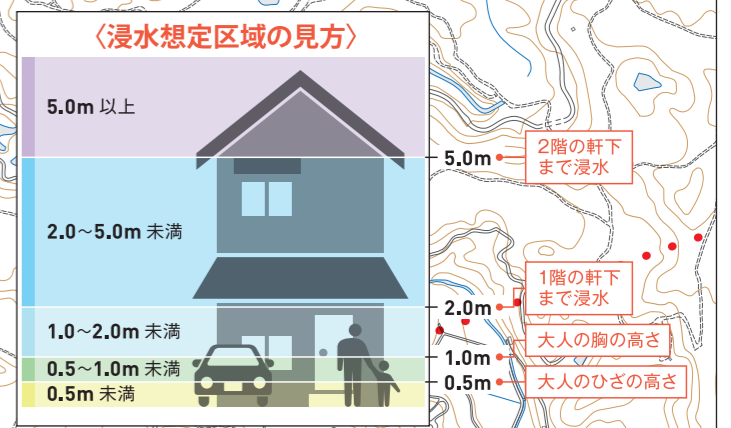 〈浸水想定区域の見方〉
5.0m 以上
2.0～5.0m 未満
1.0～2.0m 未満
0.5～1.0m 未満
0.5m 未満
5.0m
2階の軒下
まで浸水
2.0m
1階の軒下
まで浸水
1.0m
大人の胸の高さ
0.5m
大人のひざの高さ